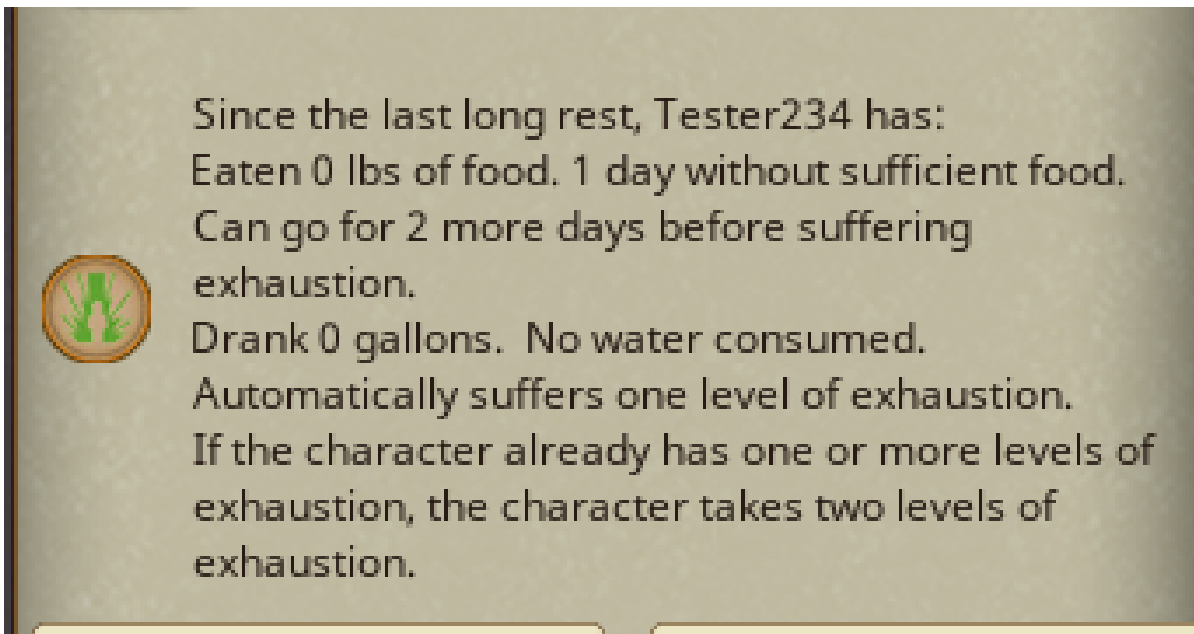 Since the last long rest, Tester234 has:
Eaten 0 lbs of food. 1 day without sufficient food.
Can go for 2 more days before suffering
exhaustion.
Drank 0 gallons.  No water consumed.
Automatically suffers one level of exhaustion.
If the character already has one or more levels of
exhaustion, the character takes two levels of
exhaustion.